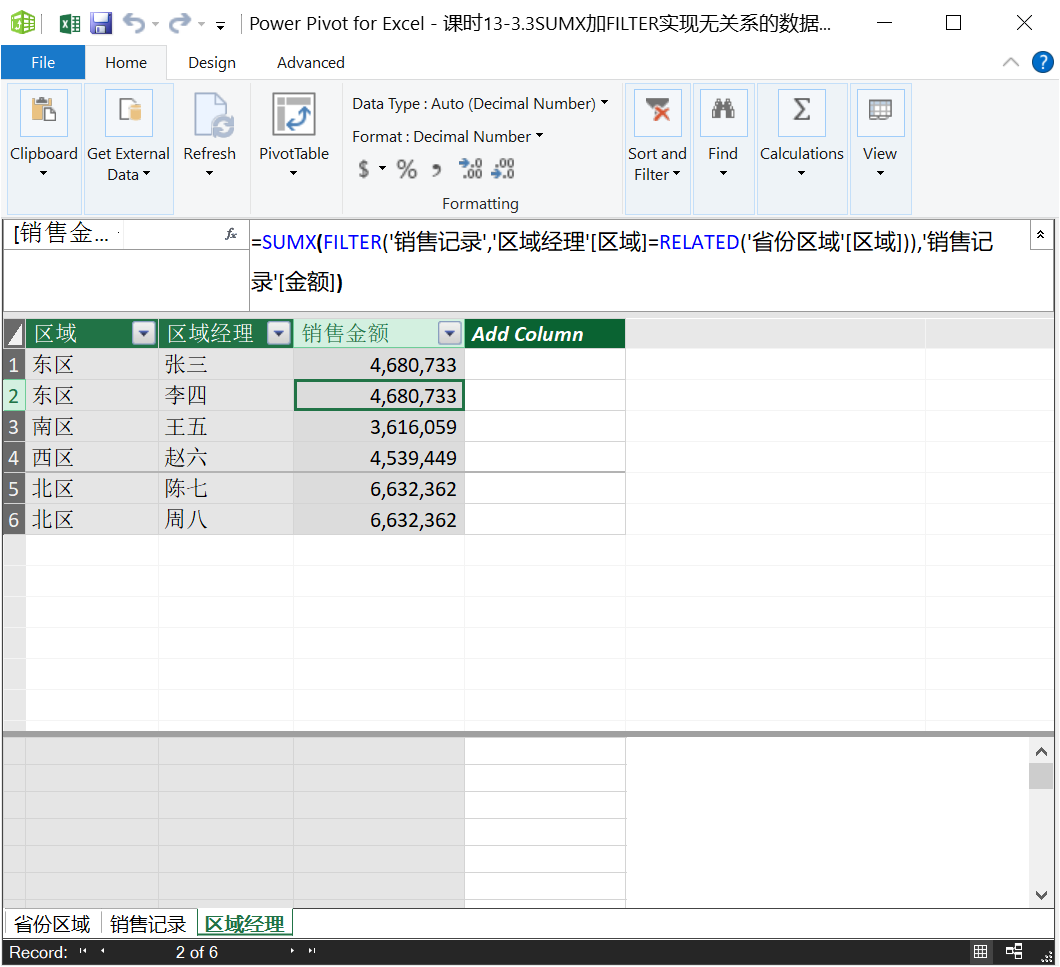 Power Pivot for Excel - 课时13-3.3SUMX加FILTER实现无关系的数据...
File Home Design Advanced
Clipboard
Get External Data
Refresh
PivotTable
Data Type : Auto (Decimal Number)
Format : Decimal Number
$ % , .00 .00
Formatting
Sort and Filter
Find
Calculations
View
[销售金... fx
=SUMX(FILTER('销售记录','区域经理'[区域]=RELATED('省份区域'[区域])),'销售记
录'[金额])
区域 区域经理 销售金额 Add Column
1 东区 张三 4,680,733
2 东区 李四 4,680,733
3 南区 王五 3,616,059
4 西区 赵六 4,539,449
5 北区 陈七 6,632,362
6 北区 周八 6,632,362
省份区域 销售记录 区域经理
Record: 2 of 6